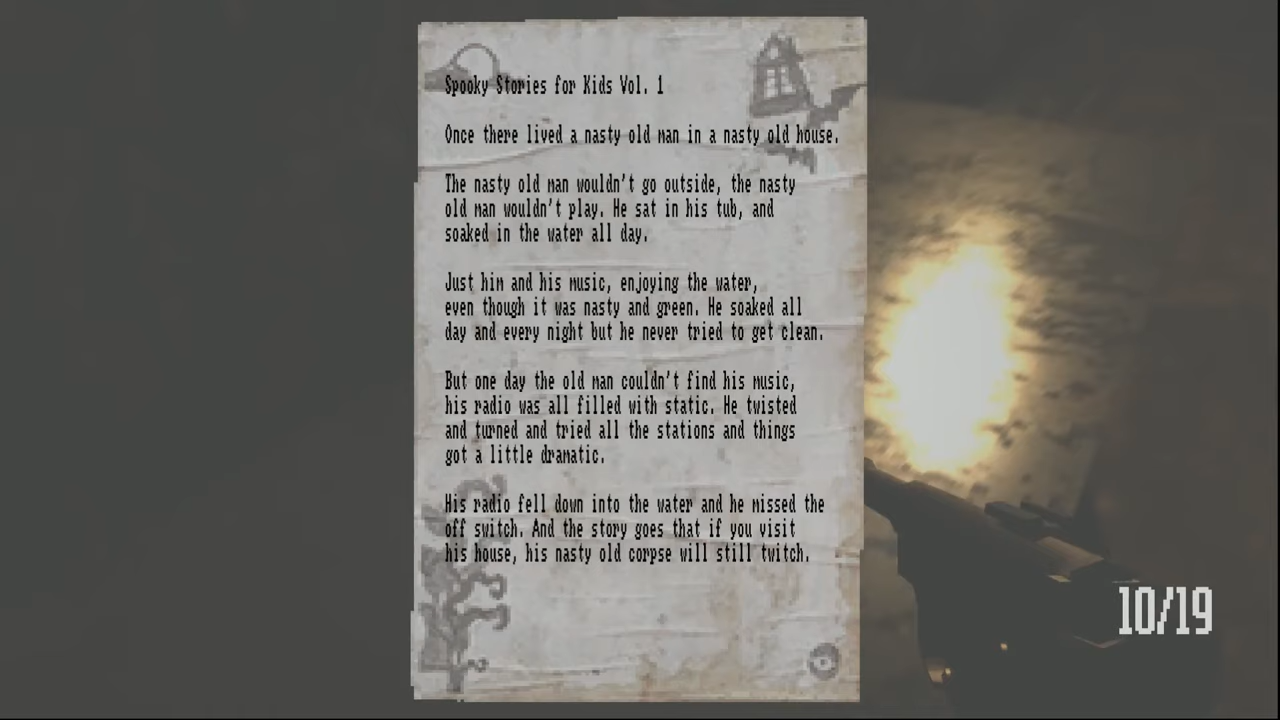 Spooky Stories for Kids Vol. 1
Once there lived a nasty old man in a nasty old house.
The nasty old man wouldn't go outside, the nasty
old man wouldn't play. He sat in his tub, and
soaked in the water all day.
Just him and his music, enjoying the water,
even though it was nasty and green. He soaked all
day and every night but he never tried to get clean.
But one day the old man couldn't find his music,
his radio was all filled with static. He twisted
and turned and tried all the stations and things
got a little dramatic.
His radio fell down into the water and he missed the
off switch. And the story goes that if you visit
his house, his nasty old corpse will still twitch.
10/19